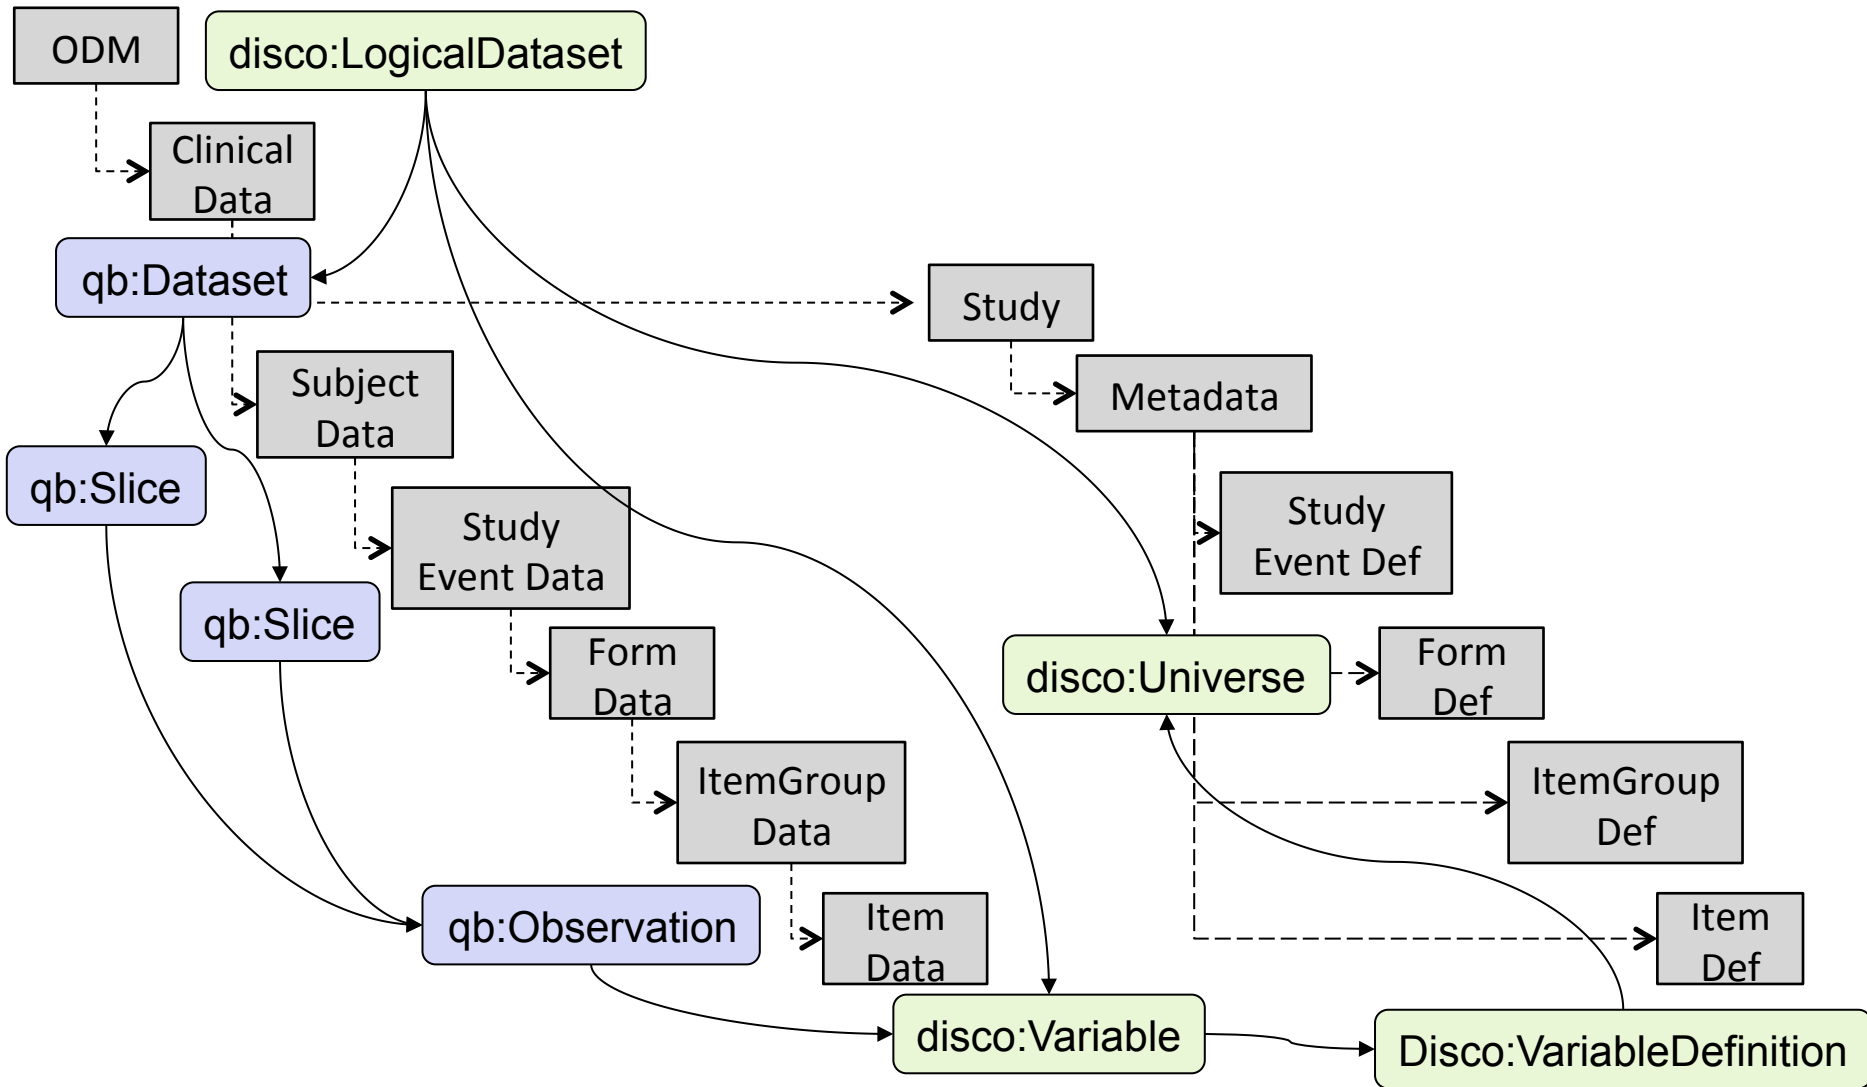 ODM
disco:LogicalDataset
Clinical
Data
qb:Dataset
Study
Subject
Data
Metadata
qb:Slice
Study
Event Data
Study
Event Def
qb:Slice
Form
Data
disco:Universe
Form
Def
ItemGroup
Data
ItemGroup
Def
qb:Observation
Item
Data
Item
Def
disco:Variable
Disco:VariableDefinition